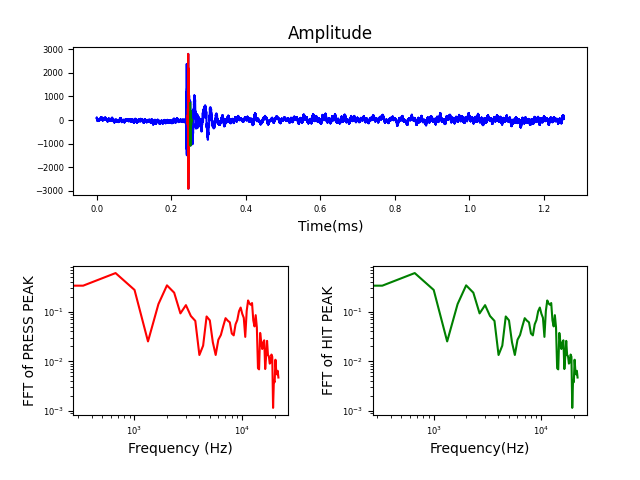 Amplitude
3000
2000
1000
0
−1000
−2000
−3000
0.0 0.2 0.4 0.6 0.8 1.0 1.2
Time(ms)
FFT of PRESS PEAK
10⁻¹
10⁻²
10⁻³
10³ 10⁴
Frequency (Hz)
FFT of HIT PEAK
10⁻¹
10⁻²
10⁻³
10³ 10⁴
Frequency(Hz)